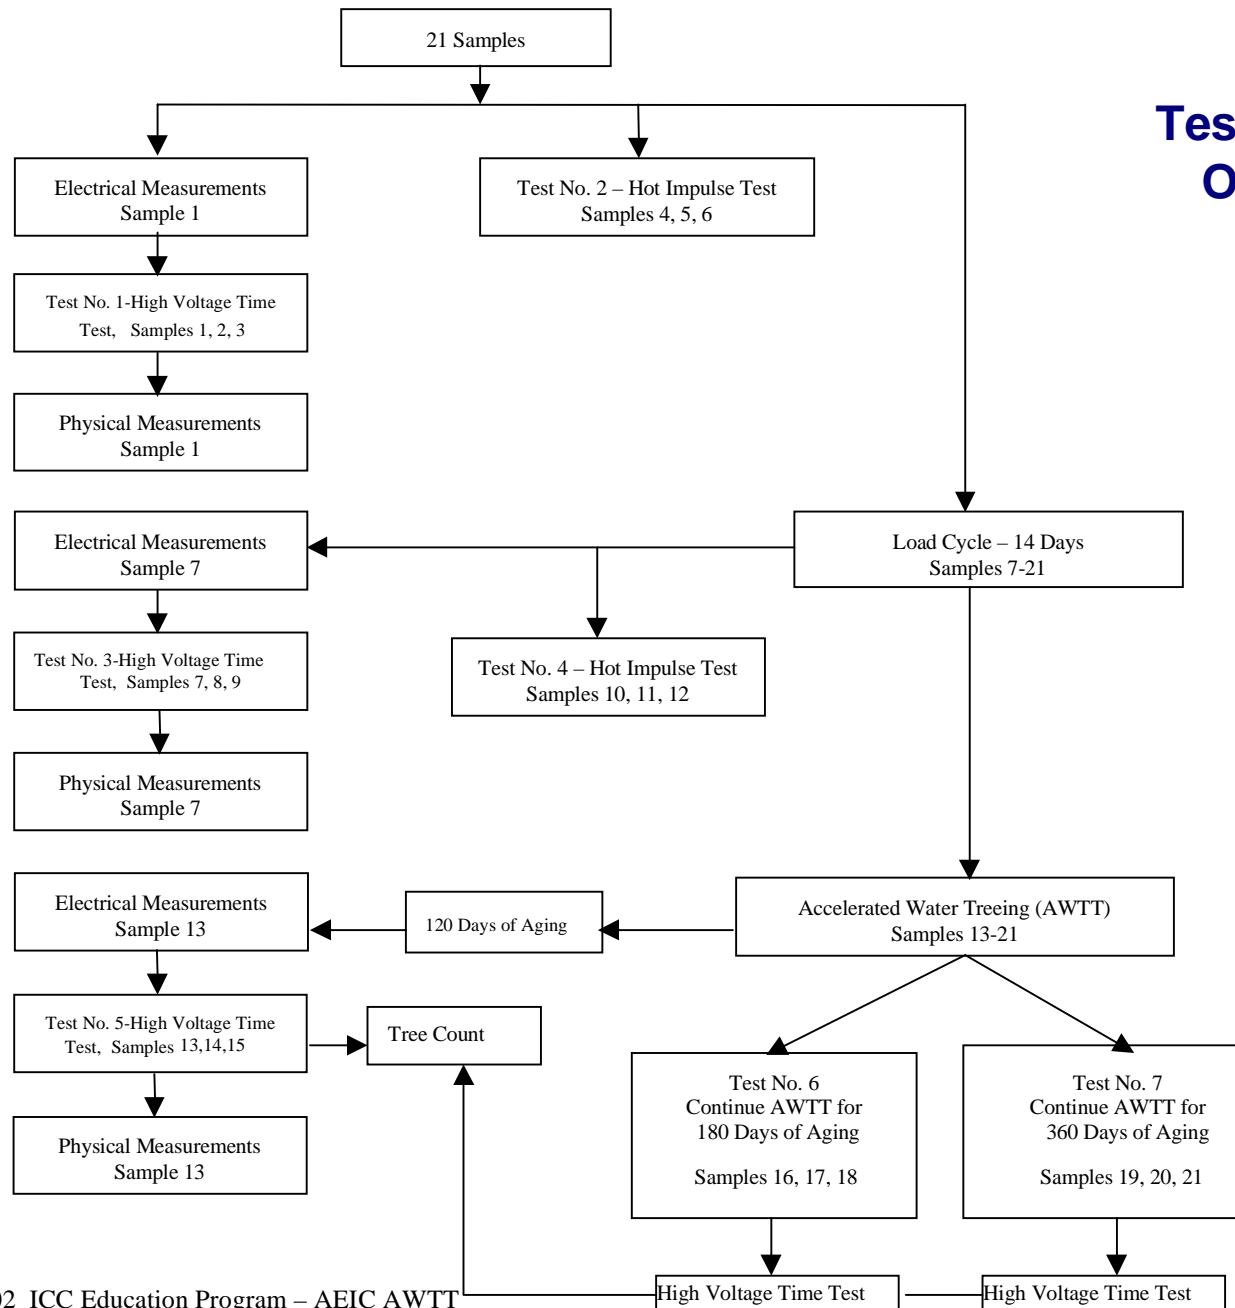 21 Samples
Tes
O
Electrical Measurements
Sample 1
Test No. 2 – Hot Impulse Test
Samples 4, 5, 6
Test No. 1-High Voltage Time
Test,   Samples 1, 2, 3
Physical Measurements
Sample 1
Electrical Measurements
Sample 7
Load Cycle – 14 Days
Samples 7-21
Test No. 3-High Voltage Time
Test,  Samples 7, 8, 9
Test No. 4 – Hot Impulse Test
Samples 10, 11, 12
Physical Measurements
Sample 7
Electrical Measurements
Sample 13
120 Days of Aging
Accelerated Water Treeing (AWTT)
Samples 13-21
Test No. 5-High Voltage Time
Test,  Samples 13,14,15
Tree Count
Test No. 6
Continue AWTT for
180 Days of Aging
Samples 16, 17, 18
Test No. 7
Continue AWTT for
360 Days of Aging
Samples 19, 20, 21
Physical Measurements
Sample 13
High Voltage Time Test
High Voltage Time Test
02  ICC Education Program – AEIC AWTT